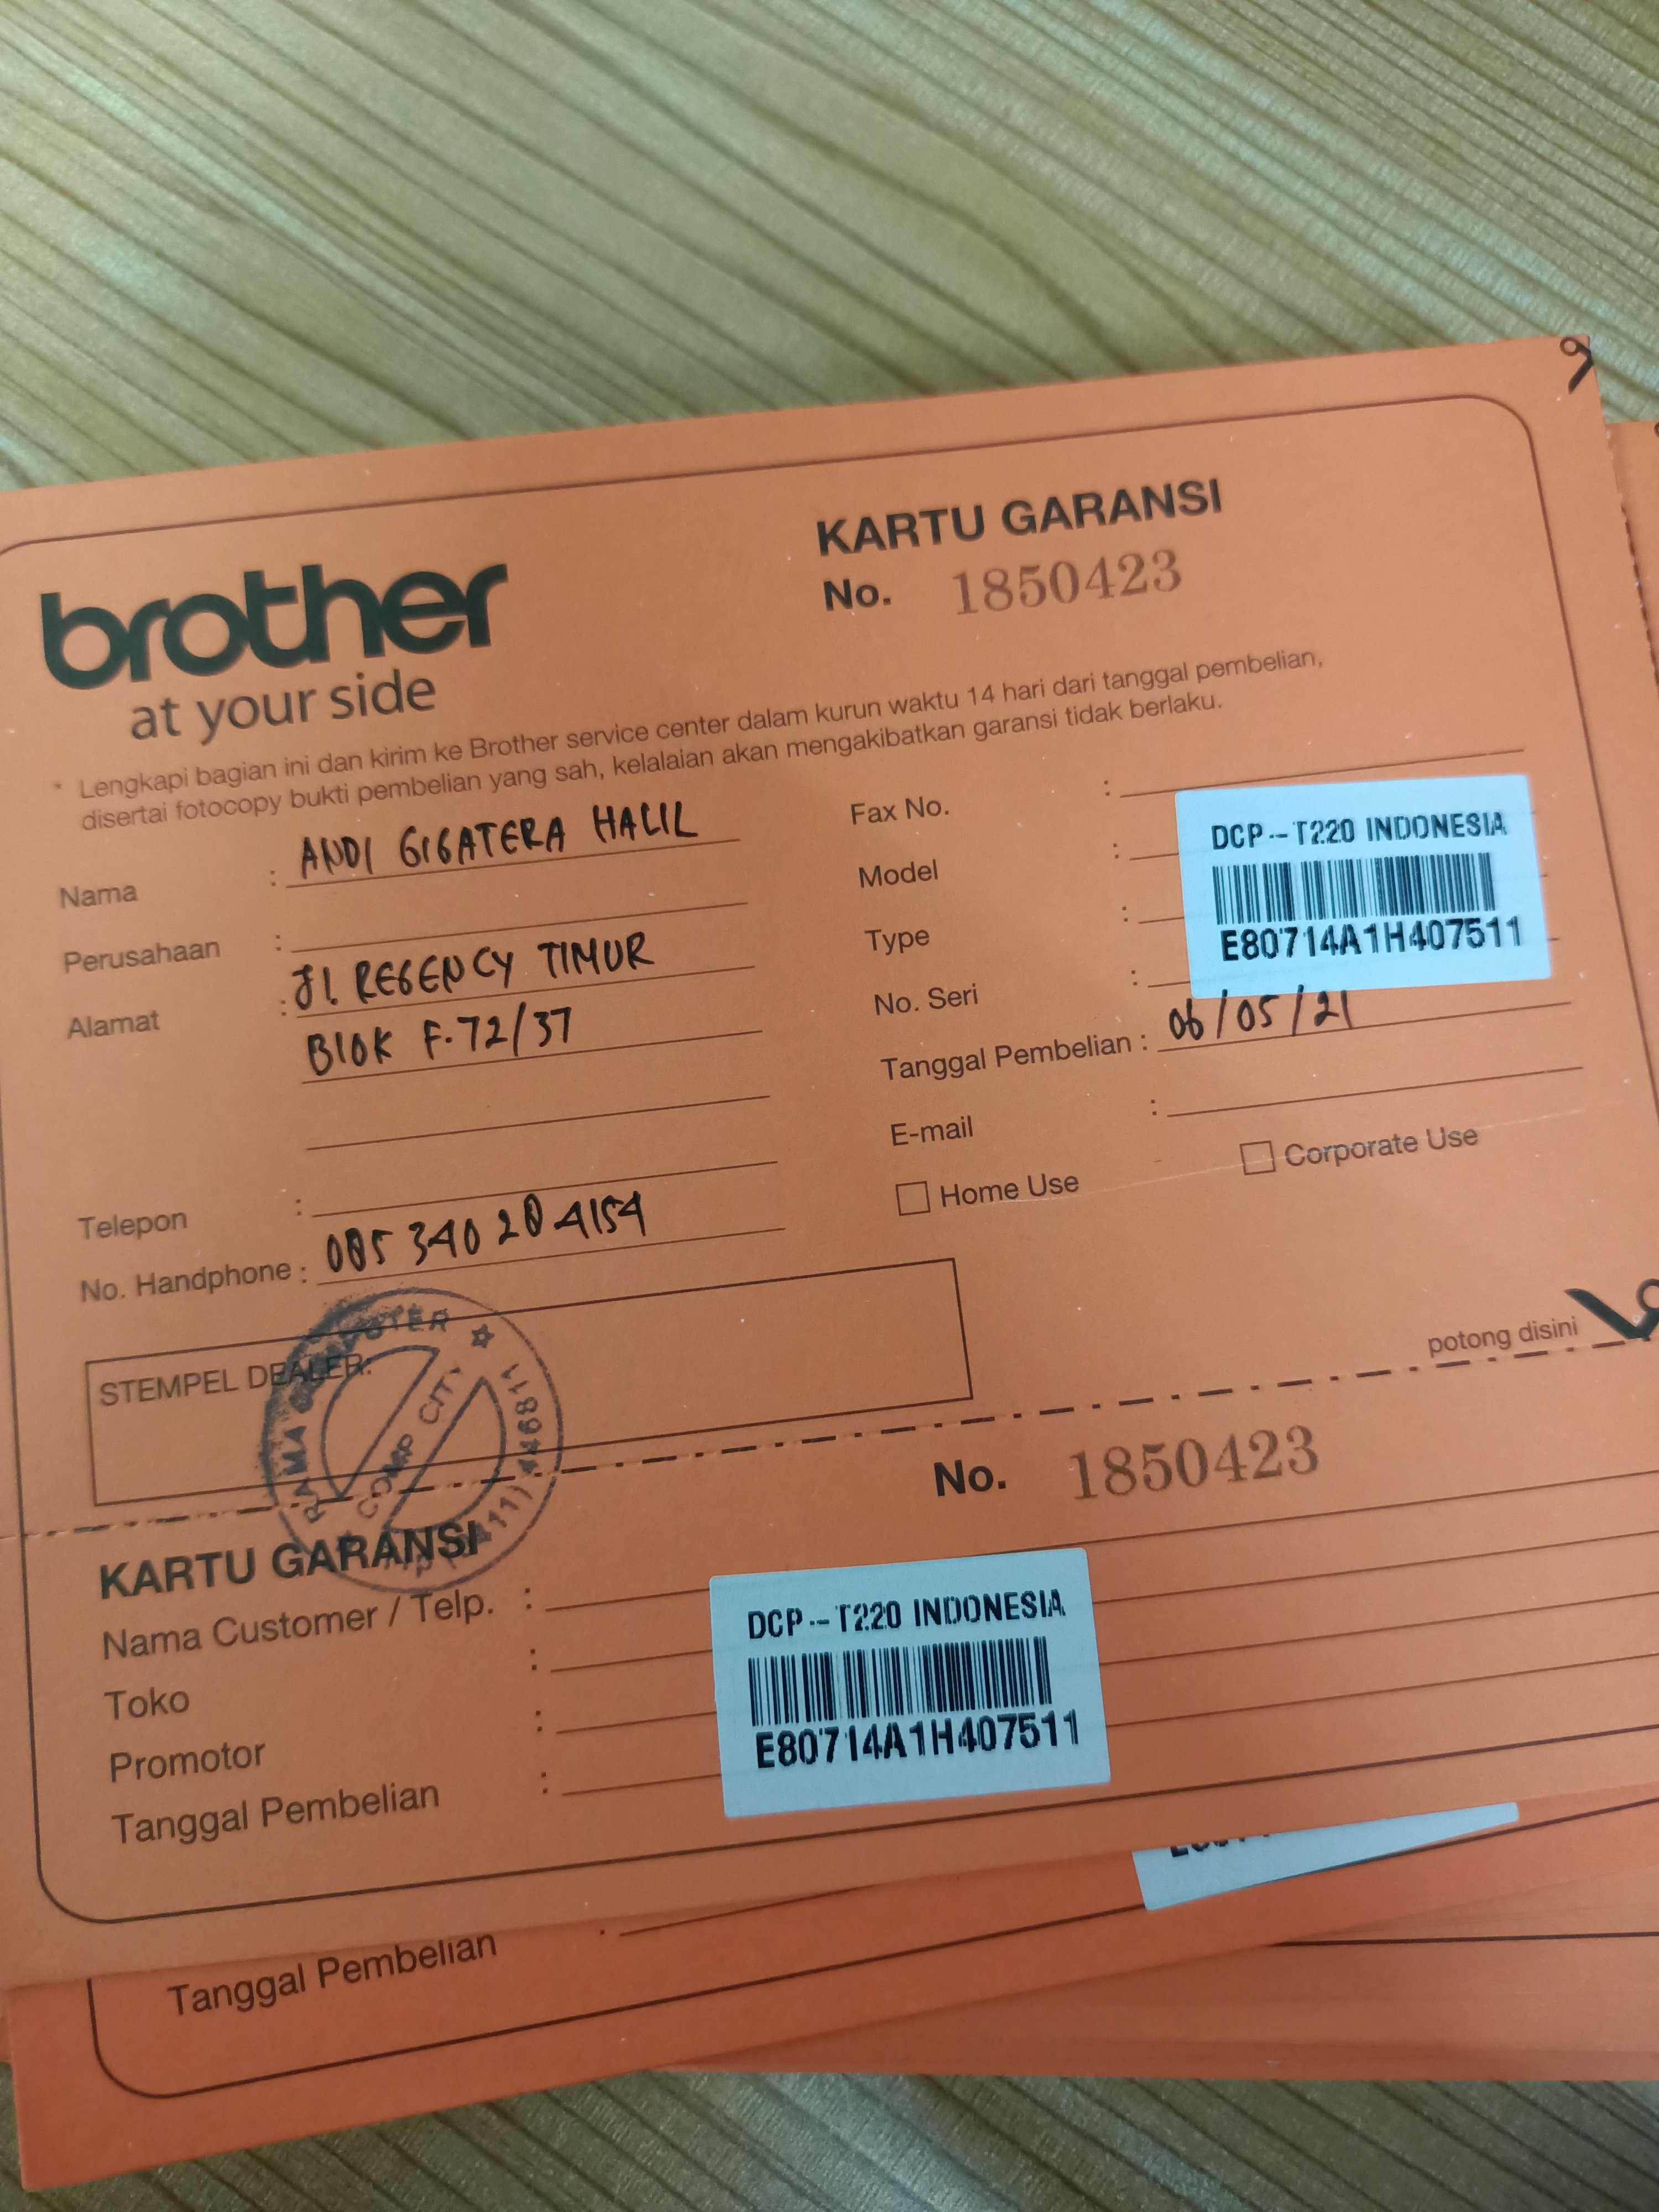 brother
at your side
KARTU GARANSI
No. 1850423
* Lengkapi bagian ini dan kirim ke Brother service center dalam kurun waktu 14 hari dari tanggal pembelian,
disertai fotocopy bukti pembelian yang sah, kelalaian akan mengakibatkan garansi tidak berlaku.
Nama : ANDI GIGATERA HALIL
Perusahaan :
Alamat : Jl. REGENCY TIMUR
BlOK F.72/37
Telepon :
No. Handphone : 085 340 20 4154
Fax No. :
Model :
Type :
No. Seri :
DCP-T220 INDONESIA
E80714A1H407511
Tanggal Pembelian : 06/05/21
E-mail :
Home Use
Corporate Use
STEMPEL DEALER:
RAMA
CITY
446811
potong disini
No. 1850423
KARTU GARANSI
Nama Customer / Telp. :
Toko :
Promotor :
Tanggal Pembelian :
DCP-T220 INDONESIA
E80714A1H407511
Tanggal Pembelian